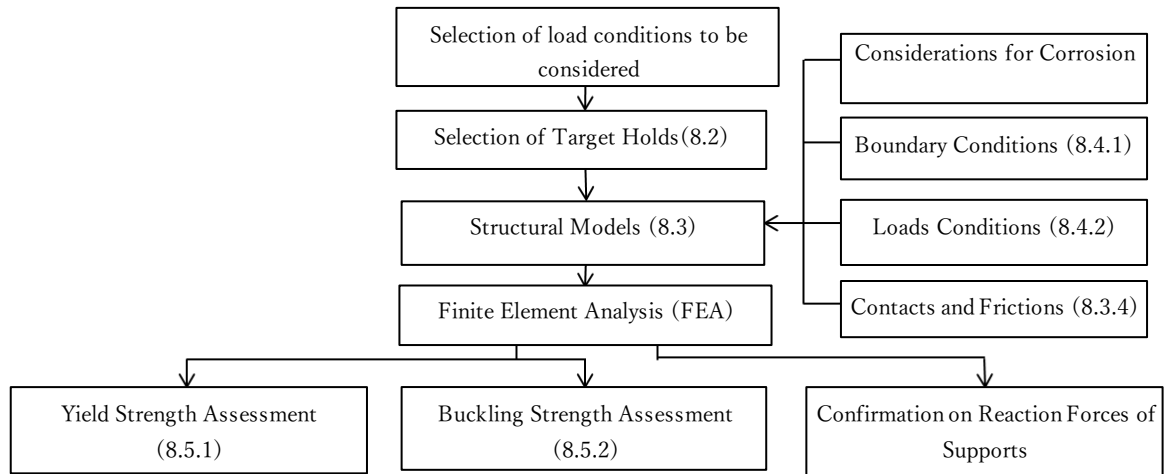 Selection of load conditions to be
considered
Selection of Target Holds(8.2)
Structural Models (8.3)
Finite Element Analysis (FEA)
Considerations for Corrosion
Boundary Conditions (8.4.1)
Loads Conditions (8.4.2)
Contacts and Frictions (8.3.4)
Yield Strength Assessment
(8.5.1)
Buckling Strength Assessment
(8.5.2)
Confirmation on Reaction Forces of
Supports